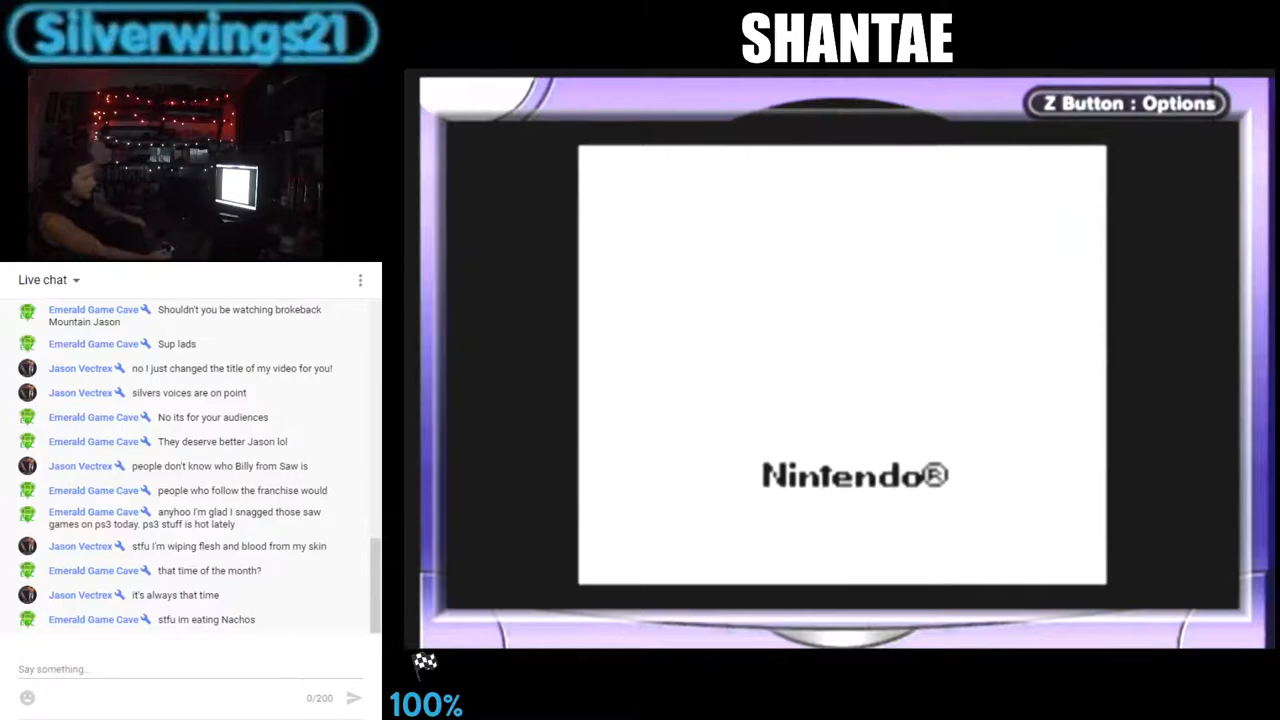 Silverwings21
SHANTAE
Z Button : Options
Nintendo®
Live chat
Emerald Game Cave Shouldn't you be watching brokeback
Mountain Jason
Emerald Game Cave Sup lads
Jason Vectrex no I just changed the title of my video for you!
Jason Vectrex silvers voices are on point
Emerald Game Cave No its for your audiences
Emerald Game Cave They deserve better Jason lol
Jason Vectrex people don't know who Billy from Saw is
Emerald Game Cave people who follow the franchise would
Emerald Game Cave anyhoo I'm glad I snagged those saw
games on ps3 today. ps3 stuff is hot lately
Jason Vectrex stfu I'm wiping flesh and blood from my skin
Emerald Game Cave that time of the month?
Jason Vectrex it's always that time
Emerald Game Cave stfu im eating Nachos
Say something...
0/200
100%